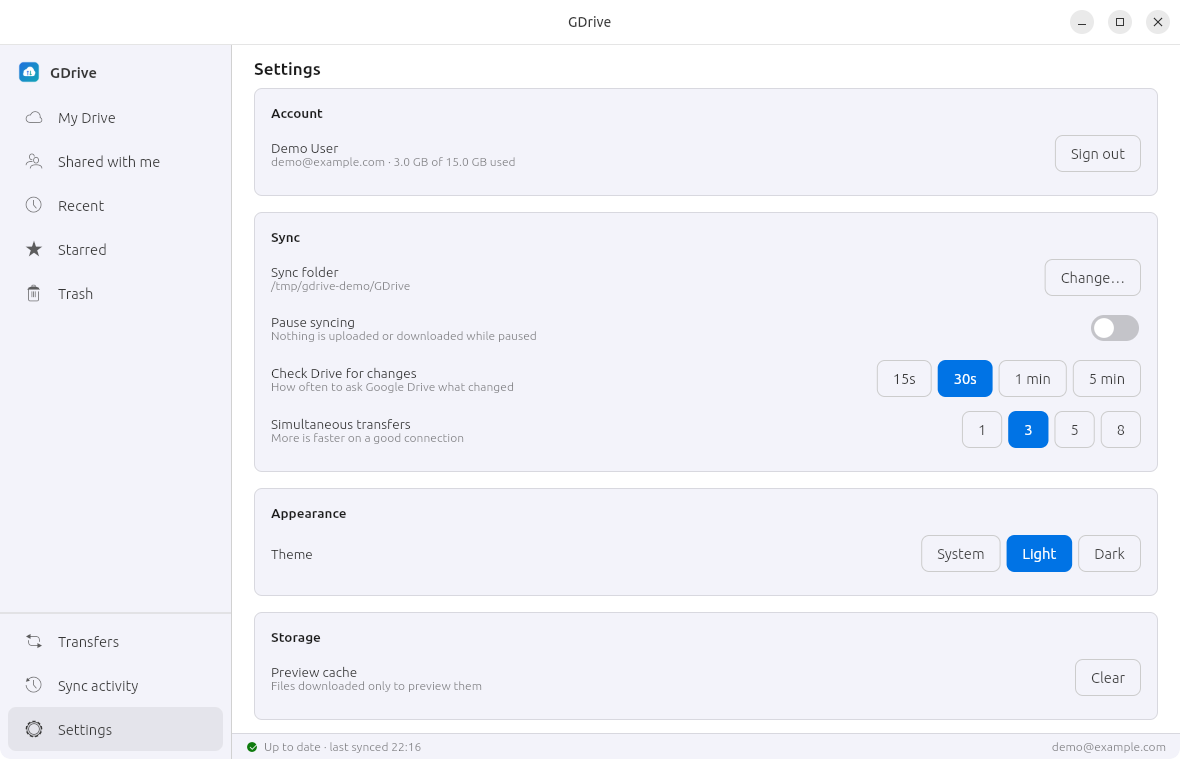 GDrive
GDrive
My Drive
Shared with me
Recent
Starred
Trash
Transfers
Sync activity
Settings
Settings
Account
Demo User
demo@example.com · 3.0 GB of 15.0 GB used
Sign out
Sync
Sync folder
/tmp/gdrive-demo/GDrive
Change…
Pause syncing
Nothing is uploaded or downloaded while paused
Check Drive for changes
How often to ask Google Drive what changed
15s 30s 1 min 5 min
Simultaneous transfers
More is faster on a good connection
1 3 5 8
Appearance
Theme
System Light Dark
Storage
Preview cache
Files downloaded only to preview them
Clear
Up to date · last synced 22:16
demo@example.com